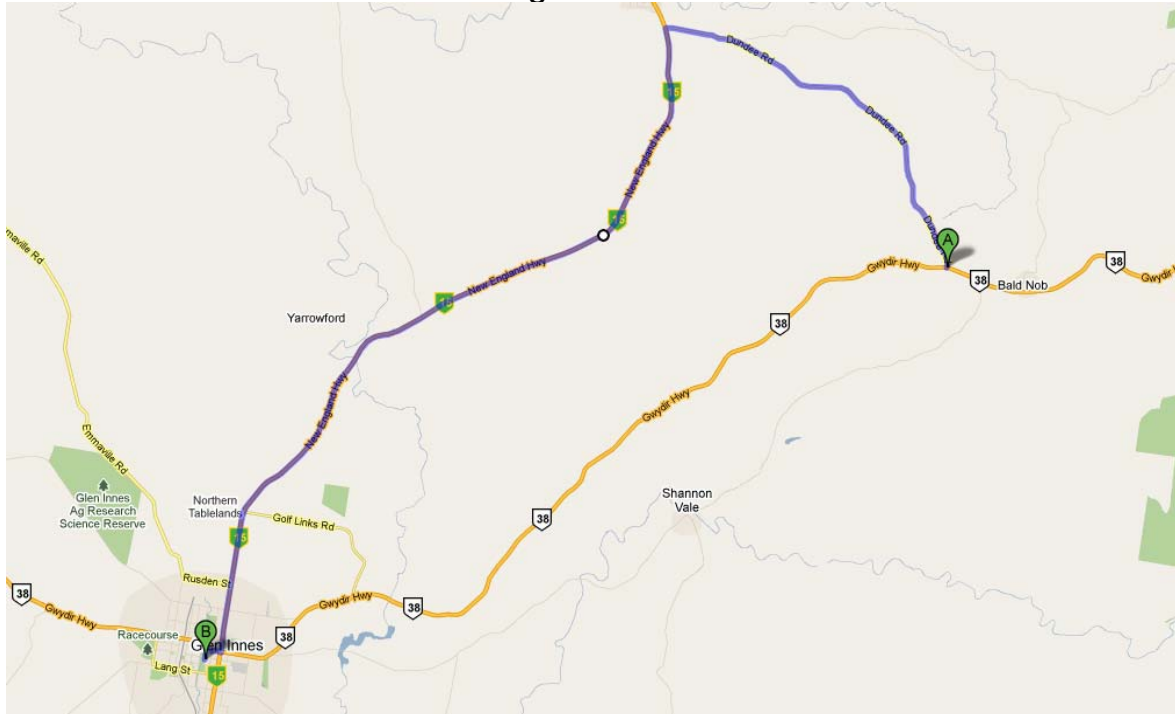 g
Dundee Rd
15
Dundee Rd
New England Hwy
15
Dundee
A
Gwydir Hwy
38
Bald Nob
38
Gwydir H
Emmaville Rd
New England Hwy
15
Yarrowford
38
Gwydir Hwy
New England Hwy
Emmaville Rd
Glen Innes
Ag Research
Science Reserve
Northern
Tablelands
Golf Links Rd
15
38
Shannon
Vale
Rusden St
38
Gwydir Hwy
Gwydir Hwy
38
Racecourse
B
Glen Innes
38
Lang St
15